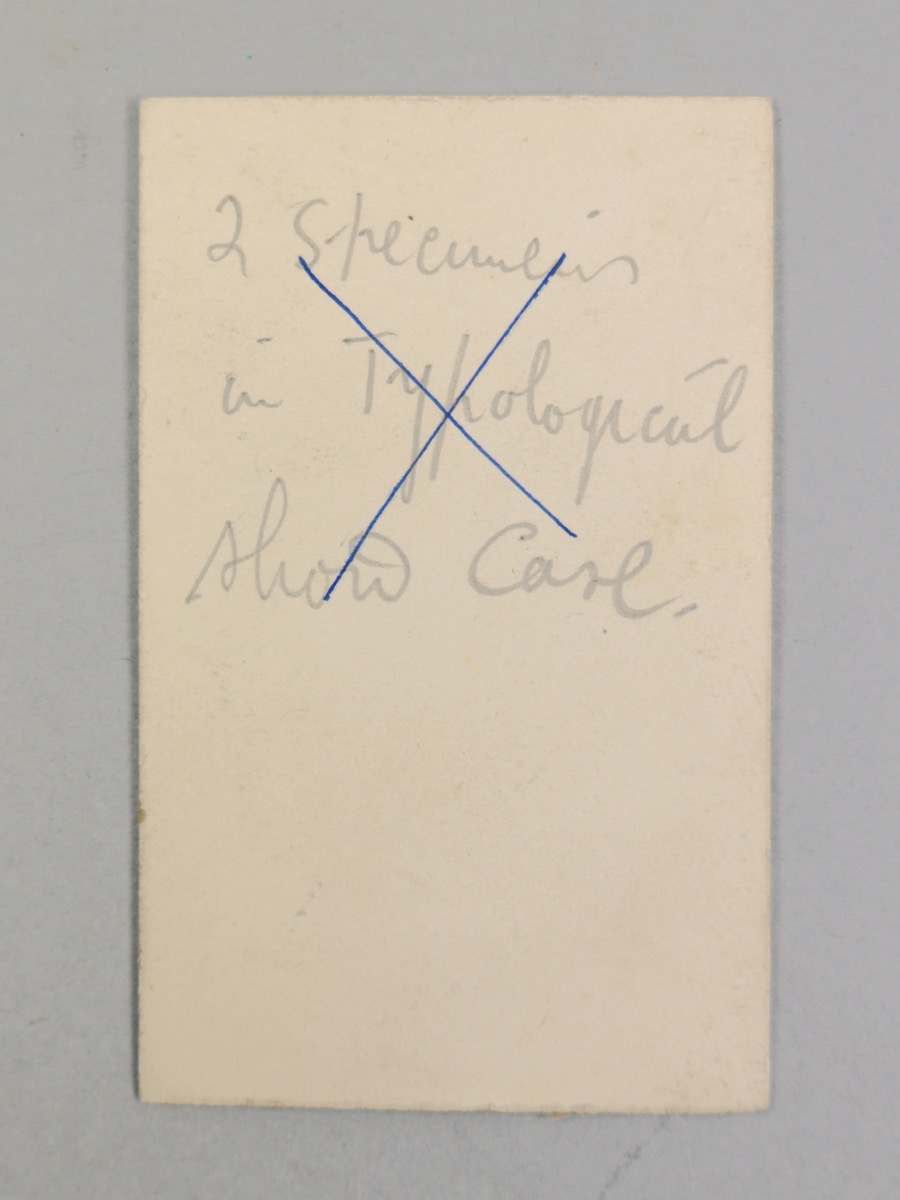 2 Specimens
in Typological
show Case.